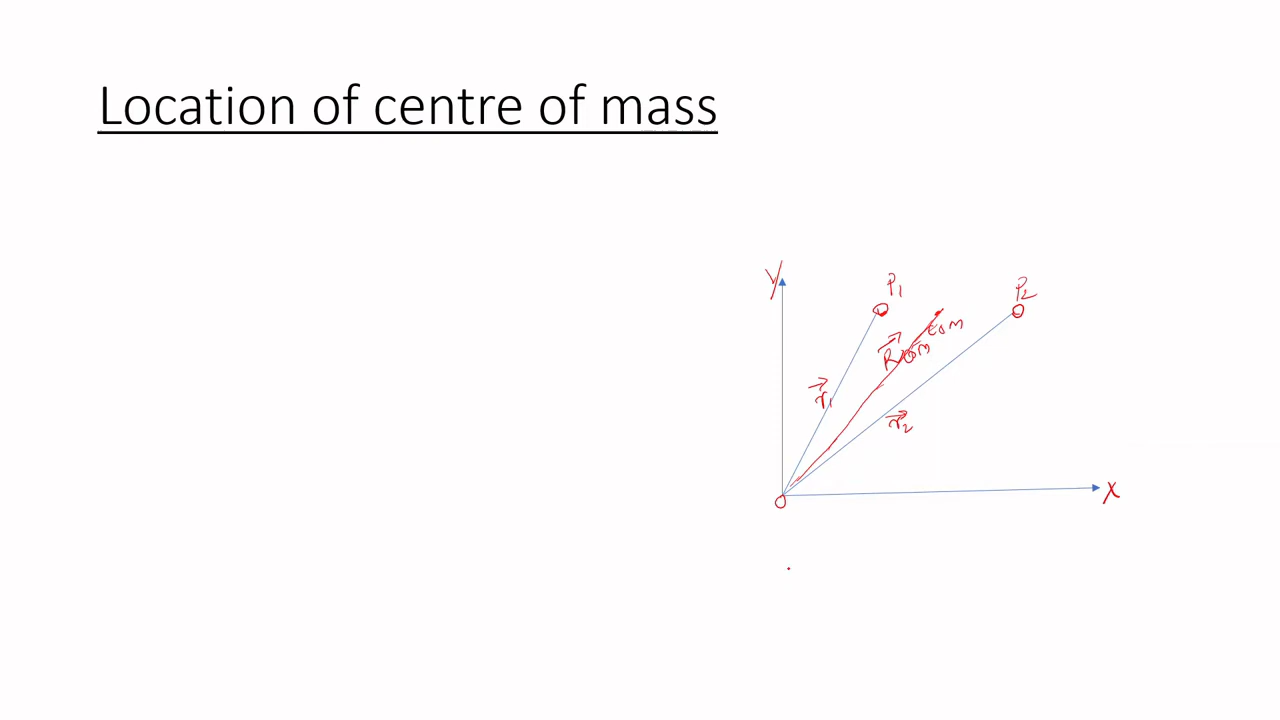 Location of centre of mass
Y
P₁
P₂
COM
R⃗ COM
r⃗₁
r⃗₂
X
O